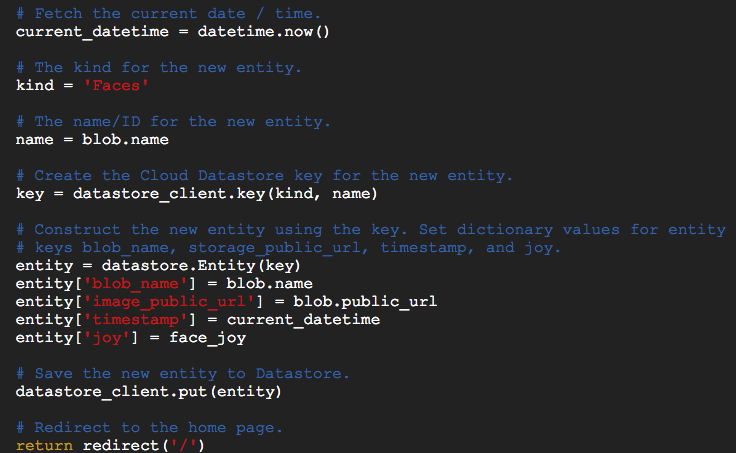 # Fetch the current date / time.
current_datetime = datetime.now()
# The kind for the new entity.
kind = 'Faces'
# The name/ID for the new entity.
name = blob.name
# Create the Cloud Datastore key for the new entity.
key = datastore_client.key(kind, name)
# Construct the new entity using the key. Set dictionary values for entity
# keys blob_name, storage_public_url, timestamp, and joy.
entity = datastore.Entity(key)
entity['blob_name'] = blob.name
entity['image_public_url'] = blob.public_url
entity['timestamp'] = current_datetime
entity['joy'] = face_joy
# Save the new entity to Datastore.
datastore_client.put(entity)
# Redirect to the home page.
return redirect('/')